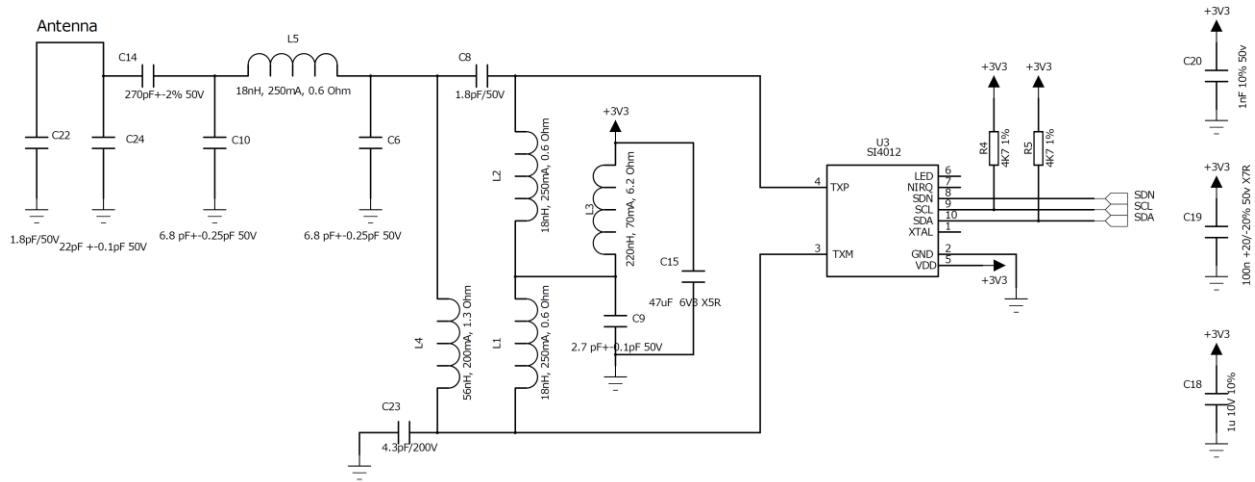 Antenna
C14
270pF+-2% 50V
L5
18nH, 250mA, 0.6 Ohm
C8
1.8pF/50V
C22
1.8pF/50V
C24
22pF +-0.1pF 50V
C10
6.8 pF+-0.25pF 50V
C6
6.8 pF+-0.25pF 50V
L2
18nH, 250mA, 0.6 Ohm
+3V3
L3
220nH, 70mA, 6.2 Ohm
C15
47uF 6V3 X5R
C9
2.7 pF+-0.1pF 50V
L4
56nH, 200mA, 1.3 Ohm
L1
18nH, 250mA, 0.6 Ohm
C23
4.3pF/200V
U3
SI4012
4 TXP
3 TXM
LED 6
NIRQ 7
SDN 8
SCL 9
SDA 10
XTAL 1
GND 2
VDD 5
+3V3
+3V3
+3V3
R4
4K7 1%
R5
4K7 1%
SDN
SCL
SDA
+3V3
C20
1nF 10% 50v
+3V3
C19
100n +20/-20% 50v X7R
+3V3
C18
1u 10V 10%